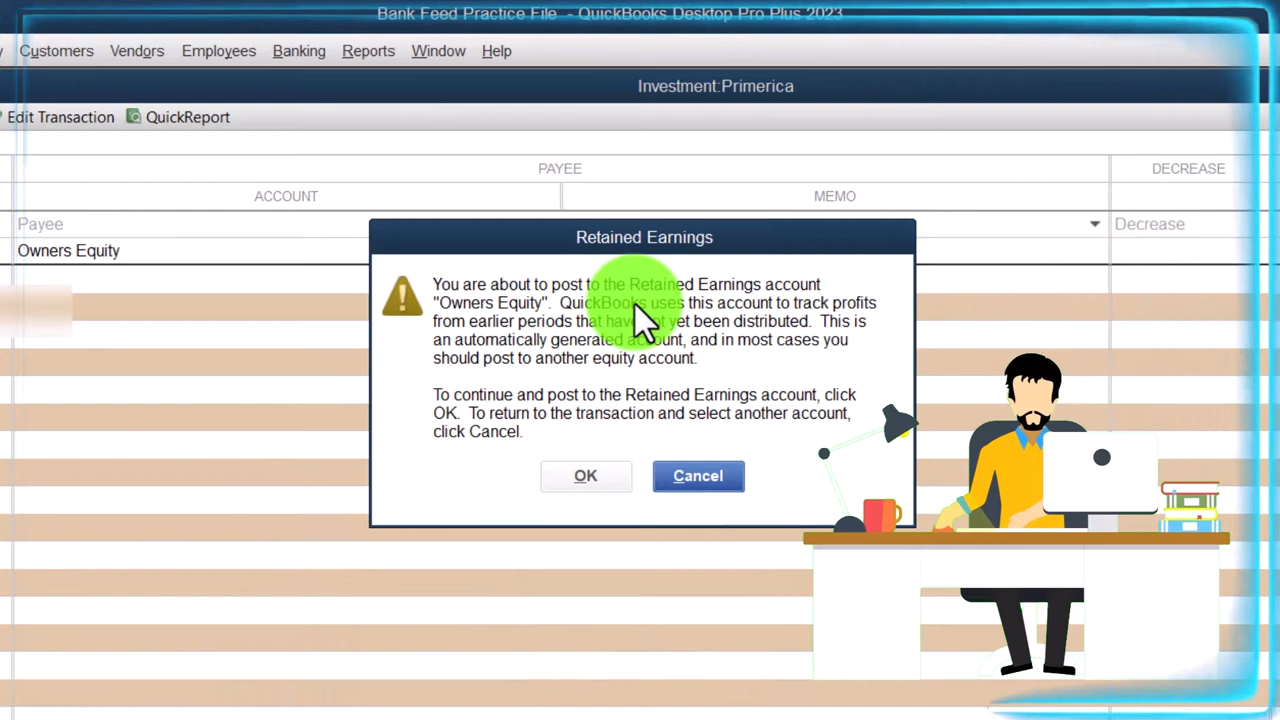 Bank Feed Practice File - QuickBooks Desktop Pro Plus 2023
Customers Vendors Employees Banking Reports Window Help
Investment:Primerica
Edit Transaction QuickReport
PAYEE DECREASE
ACCOUNT MEMO
Payee Decrease
Owners Equity
Retained Earnings
You are about to post to the Retained Earnings account
"Owners Equity". QuickBooks uses this account to track profits
from earlier periods that have not yet been distributed. This is
an automatically generated account, and in most cases you
should post to another equity account.
To continue and post to the Retained Earnings account, click
OK. To return to the transaction and select another account,
click Cancel.
OK Cancel